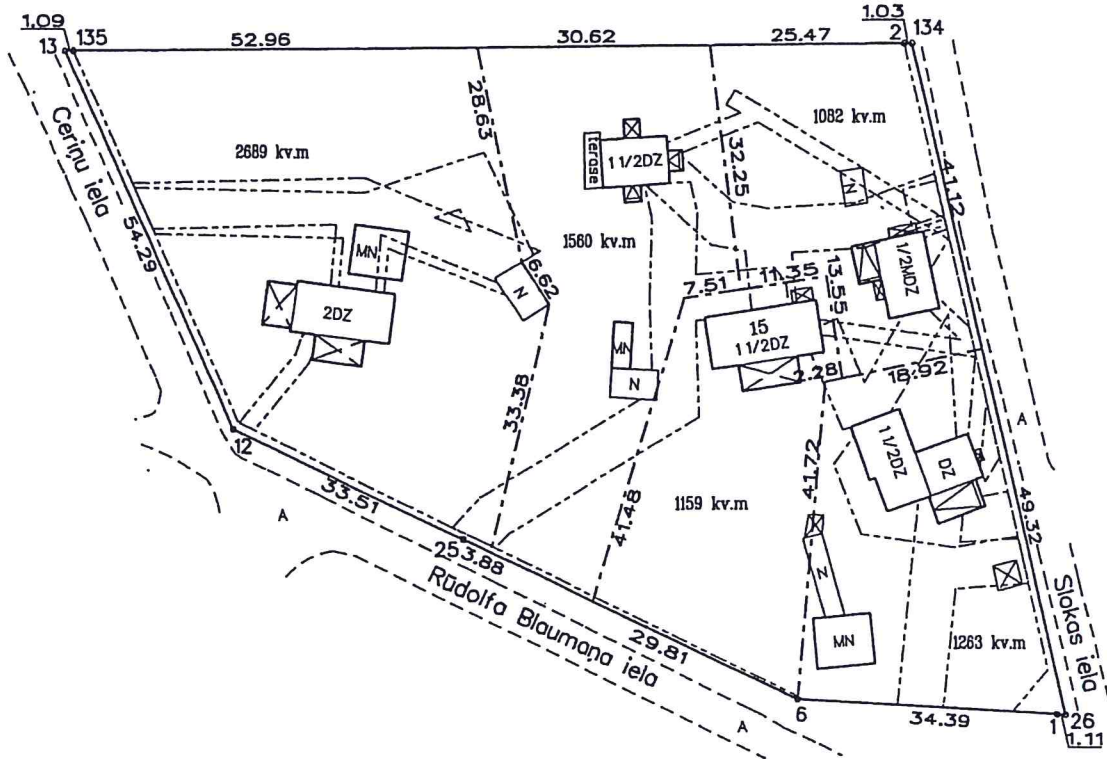 1.09
13 135
52.96
30.62
25.47
1.03
2 134
Ceriņu iela
54.29
2689 kv.m
28.63
terase
1 1/2DZ
32.25
1082 kv.m
N
41.12
1/2MDZ
MN
2DZ
N
6.62
1560 kv.m
7.51
11.35
13.55
15
1 1/2DZ
2.28
18.92
MN
N
33.38
12
33.51
A
253.88
Rūdolfa Blaumaņa iela
41.48
1159 kv.m
41.72
1 1/2DZ
DZ
A
49.32
Slokas iela
N
MN
1263 kv.m
29.81
A
6
34.39
1 26
1.11